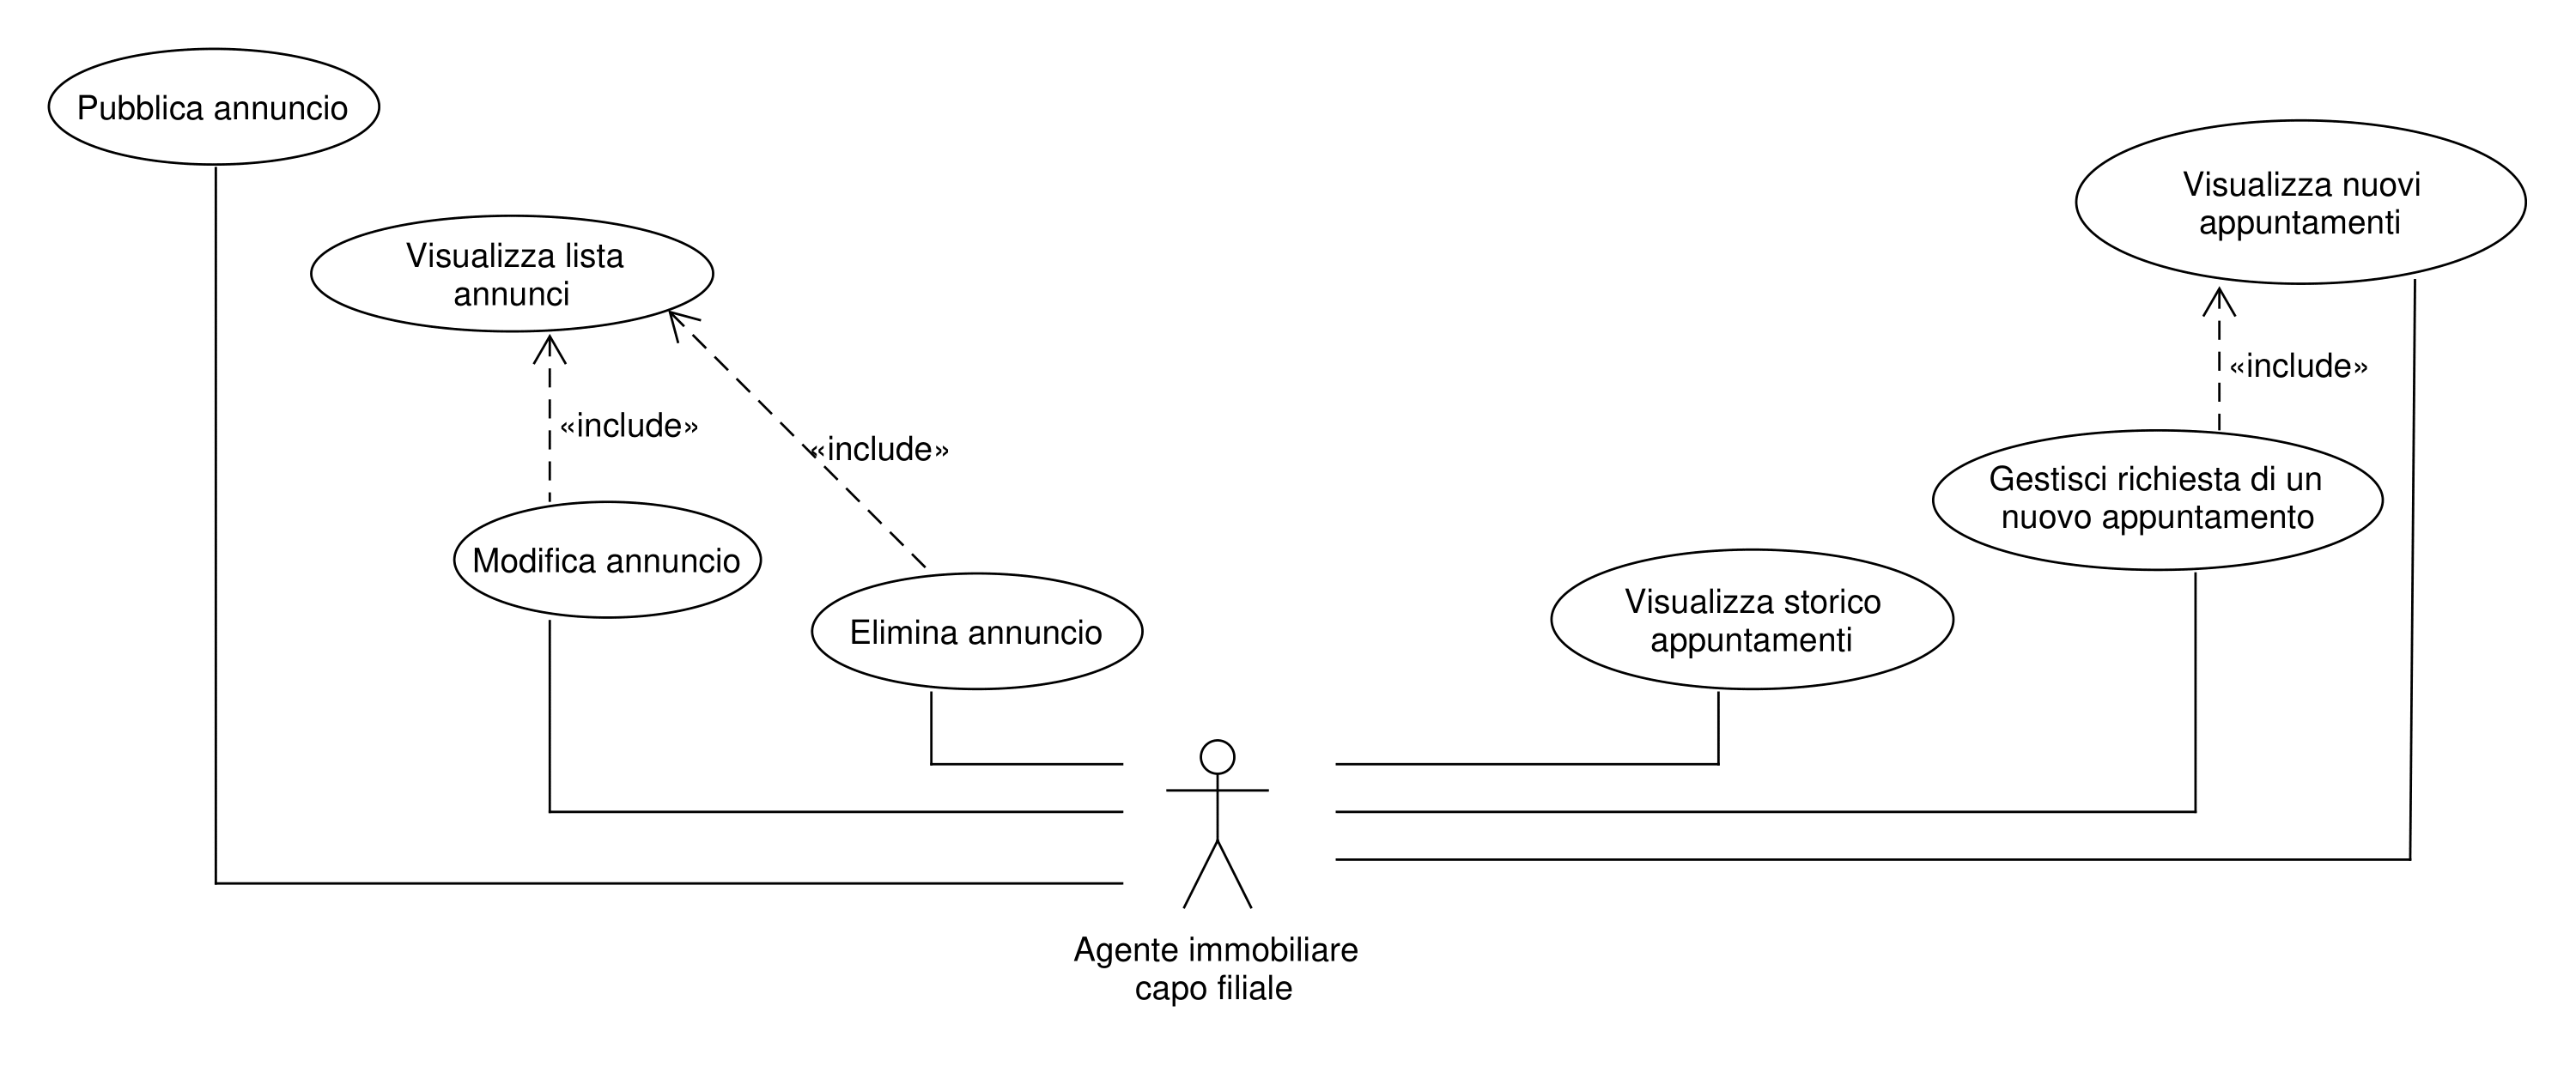 Pubblica annuncio
Visualizza lista
annunci
«include»
«include»
Modifica annuncio
Elimina annuncio
Visualizza nuovi
appuntamenti
«include»
Gestisci richiesta di un
nuovo appuntamento
Visualizza storico
appuntamenti
Agente immobiliare
capo filiale